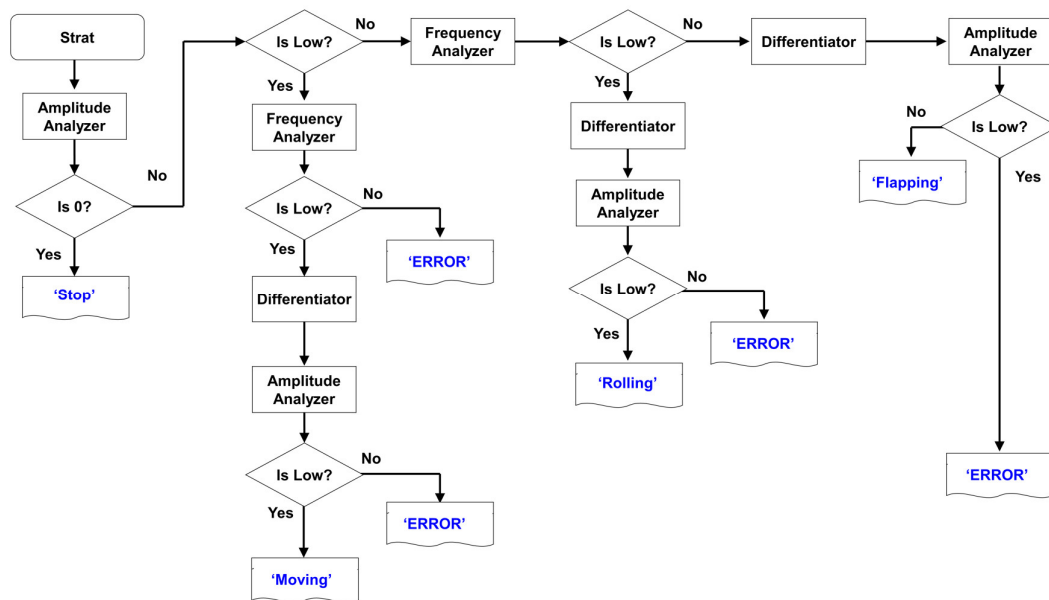 Strat
Amplitude
Analyzer
Is 0?
No
Yes
‘Stop’
Is Low?
No
Yes
Frequency
Analyzer
Is Low?
No
Yes
‘ERROR’
Differentiator
Amplitude
Analyzer
Is Low?
No
Yes
‘ERROR’
‘Moving’
Frequency
Analyzer
Is Low?
No
Yes
Differentiator
Amplitude
Analyzer
Is Low?
No
Yes
‘ERROR’
‘Rolling’
Differentiator
Amplitude
Analyzer
Is Low?
No
Yes
‘Flapping’
‘ERROR’